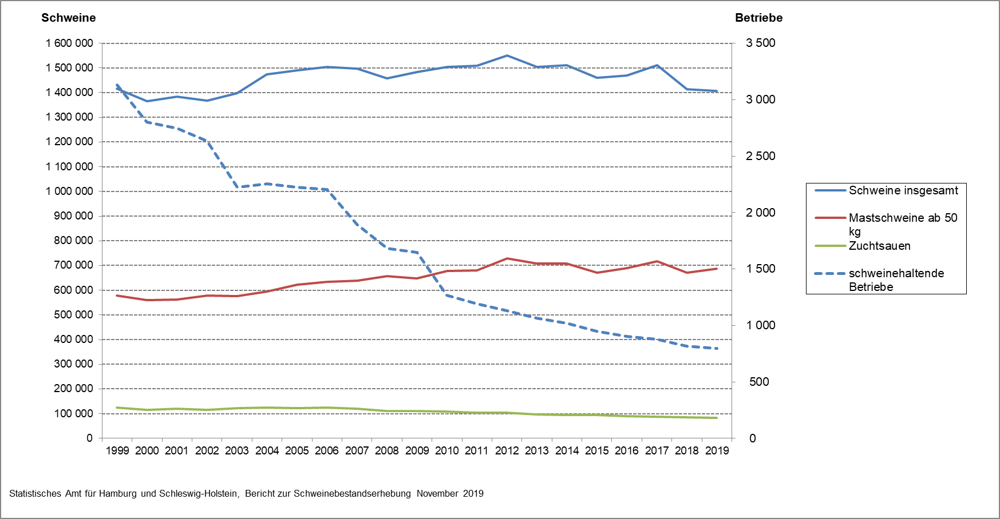 Schweine
Betriebe
1 600 000
1 500 000
1 400 000
1 300 000
1 200 000
1 100 000
1 000 000
900 000
800 000
700 000
600 000
500 000
400 000
300 000
200 000
100 000
0
3 500
3 000
2 500
2 000
1 500
1 000
500
0
1999 2000 2001 2002 2003 2004 2005 2006 2007 2008 2009 2010 2011 2012 2013 2014 2015 2016 2017 2018 2019
Schweine insgesamt
Mastschweine ab 50
kg
Zuchtsauen
schweinehaltende
Betriebe
Statistisches Amt für Hamburg und Schleswig-Holstein, Bericht zur Schweinebestandserhebung November 2019